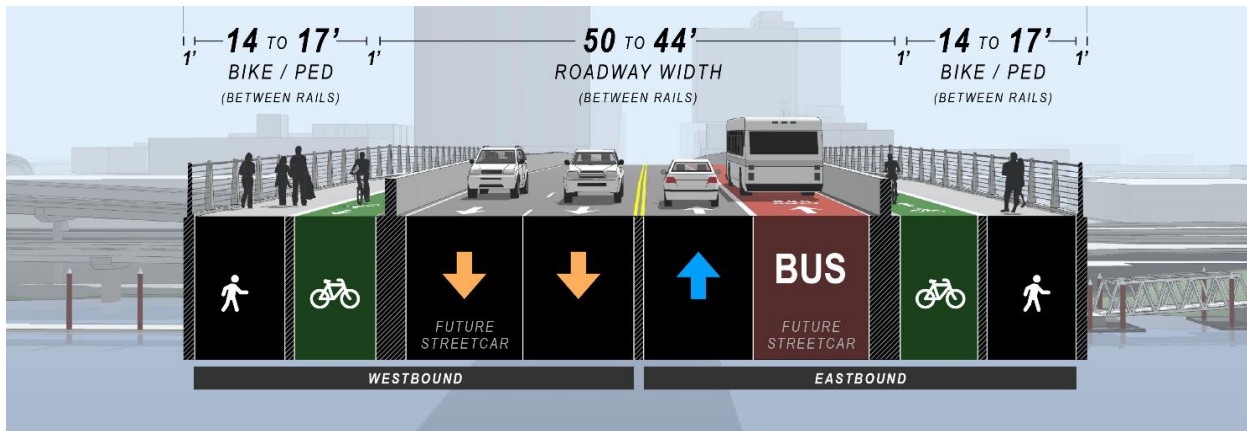 14 TO 17'
BIKE / PED
(BETWEEN RAILS)
1'
1'
50 TO 44'
ROADWAY WIDTH
(BETWEEN RAILS)
14 TO 17'
BIKE / PED
(BETWEEN RAILS)
1'
1'
FUTURE
STREETCAR
BUS
FUTURE
STREETCAR
WESTBOUND
EASTBOUND